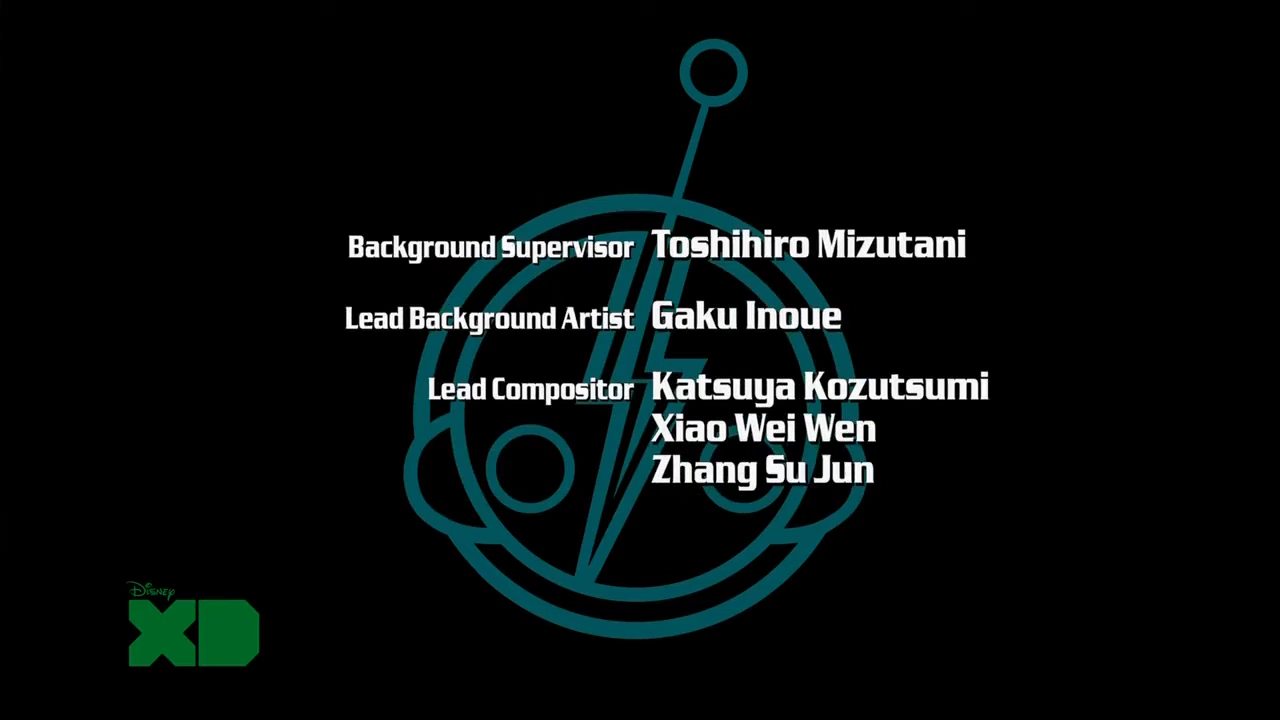 Background Supervisor Toshihiro Mizutani
Lead Background Artist Gaku Inoue
Lead Compositor Katsuya Kozutsumi
Xiao Wei Wen
Zhang Su Jun
Disney
XD